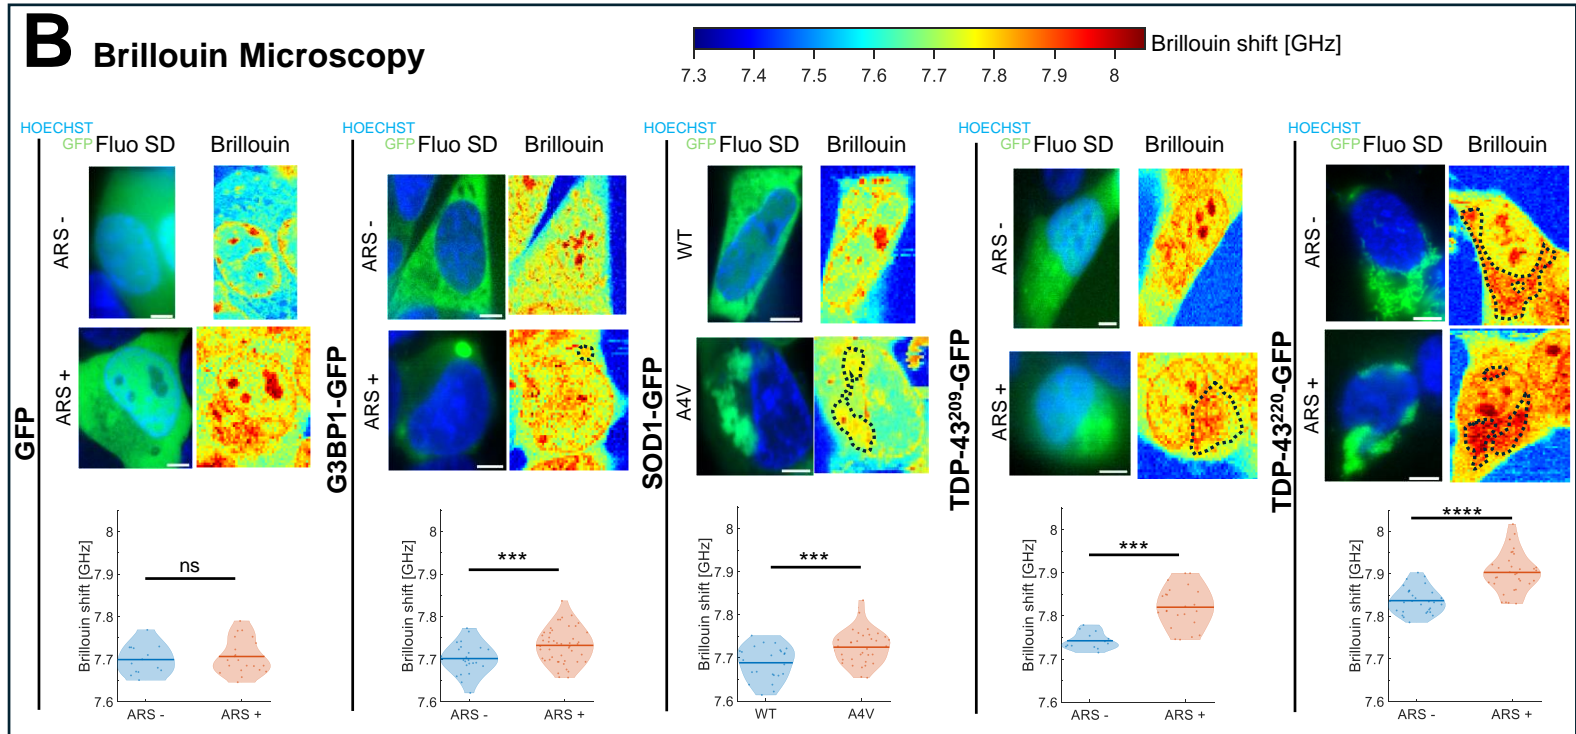 B Brillouin Microscopy
Brillouin shift [GHz]
7.3 7.4 7.5 7.6 7.7 7.8 7.9 8
GFP
HOECHST
GFP Fluo SD Brillouin
ARS -
ARS +
Brillouin shift [GHz]
8
7.9
7.8
7.7
7.6
ns
ARS - ARS +
G3BP1-GFP
HOECHST
GFP Fluo SD Brillouin
ARS -
ARS +
Brillouin shift [GHz]
8
7.9
7.8
7.7
7.6
***
ARS - ARS +
SOD1-GFP
HOECHST
GFP Fluo SD Brillouin
WT
A4V
Brillouin shift [GHz]
8
7.9
7.8
7.7
7.6
***
WT A4V
TDP-43²⁰⁹-GFP
HOECHST
GFP Fluo SD Brillouin
ARS -
ARS +
Brillouin shift [GHz]
8
7.9
7.8
7.7
7.6
***
ARS - ARS +
TDP-43²²⁰-GFP
HOECHST
GFP Fluo SD Brillouin
ARS -
ARS +
Brillouin shift [GHz]
8
7.9
7.8
7.7
7.6
****
ARS - ARS +